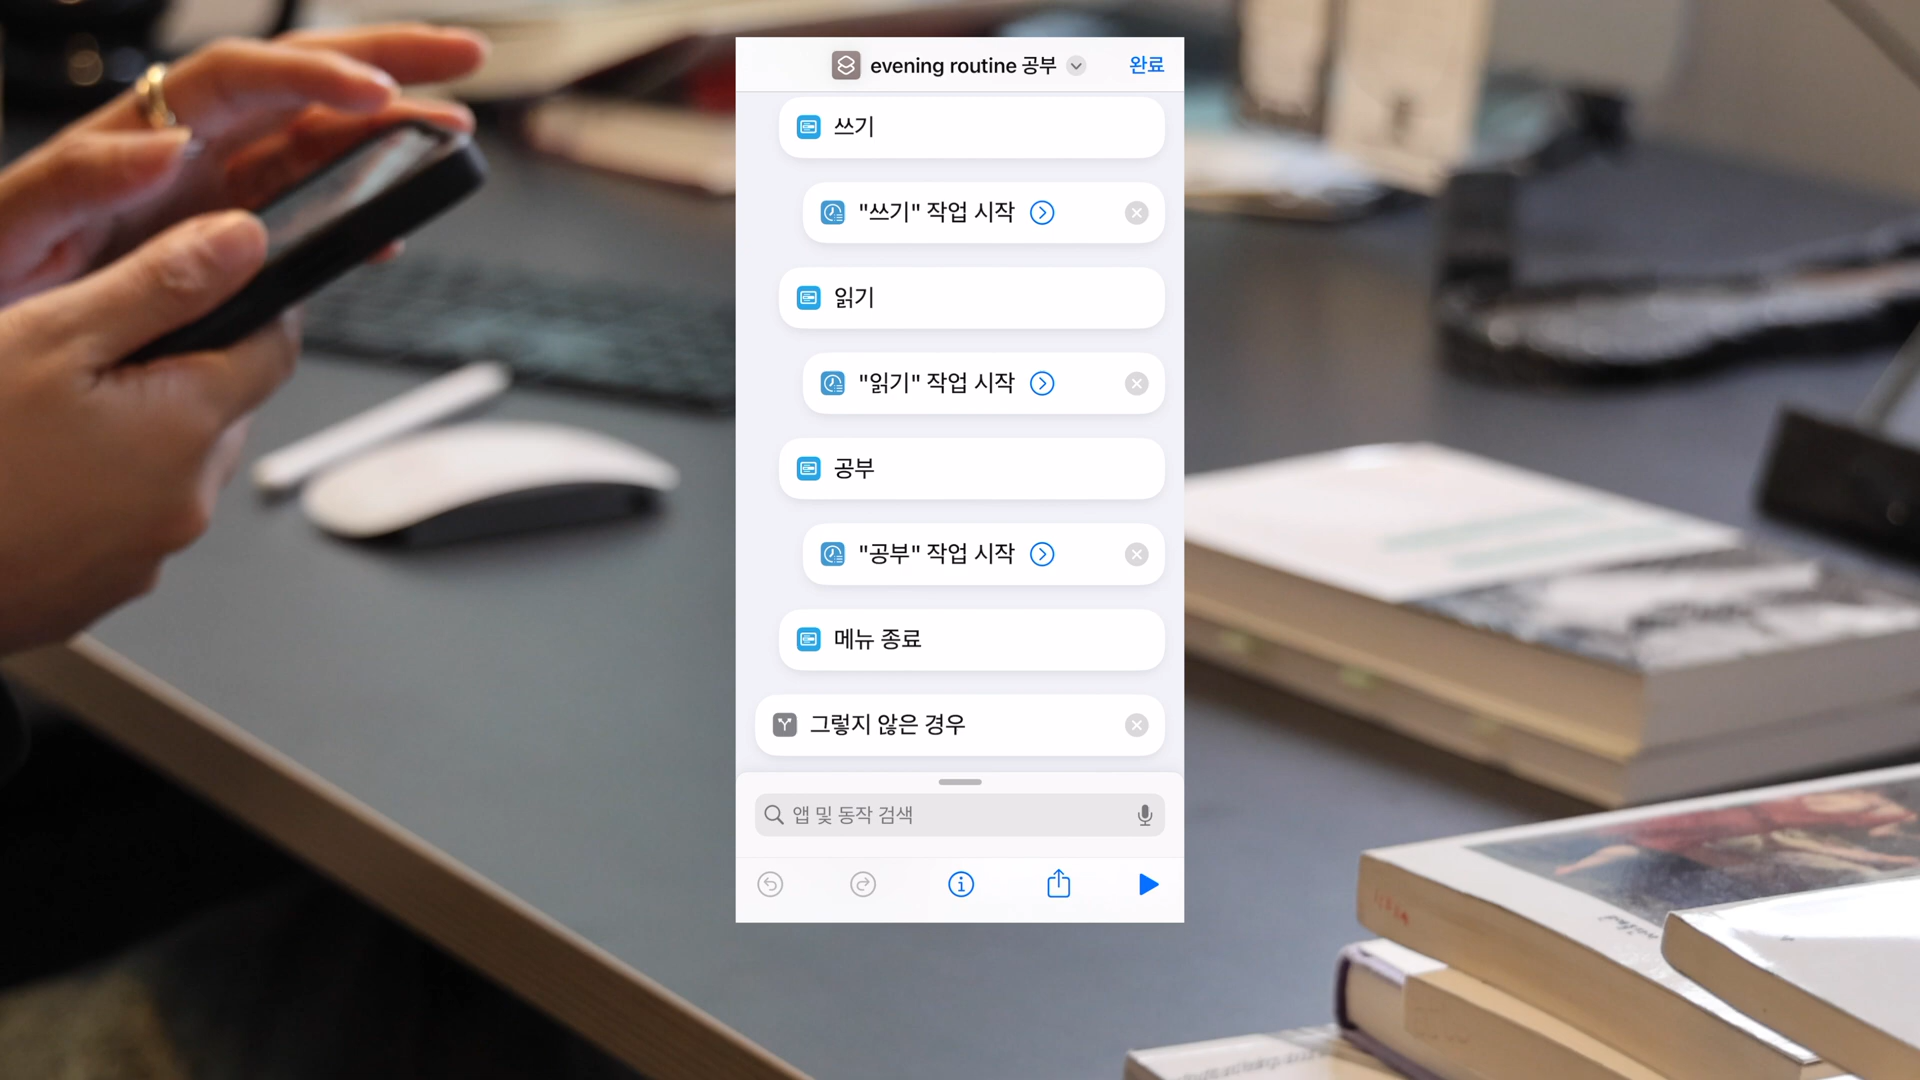 evening routine 공부
완료
쓰기
"쓰기" 작업 시작
읽기
"읽기" 작업 시작
공부
"공부" 작업 시작
메뉴 종료
그렇지 않은 경우
앱 및 동작 검색